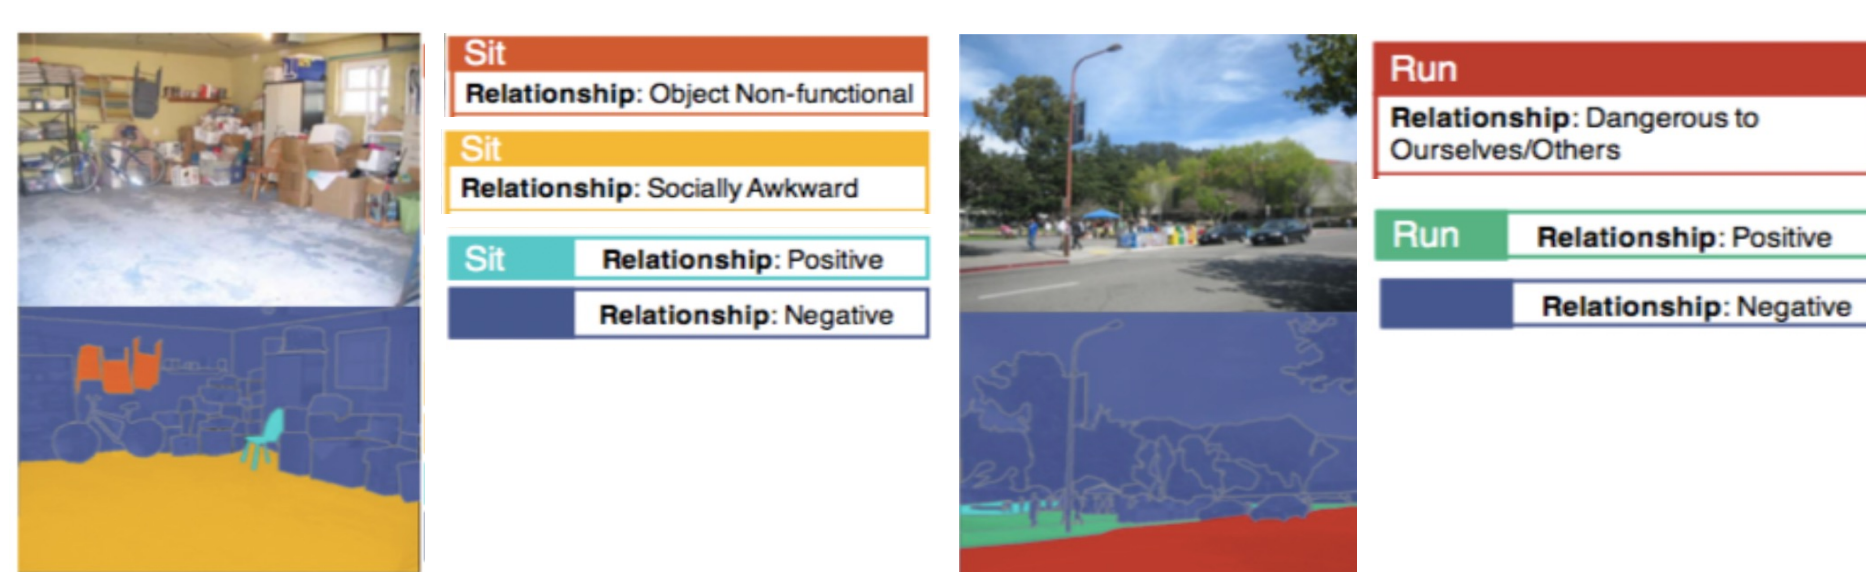 Sit
Relationship: Object Non-functional
Sit
Relationship: Socially Awkward
Sit Relationship: Positive
Relationship: Negative
Run
Relationship: Dangerous to
Ourselves/Others
Run Relationship: Positive
Relationship: Negative